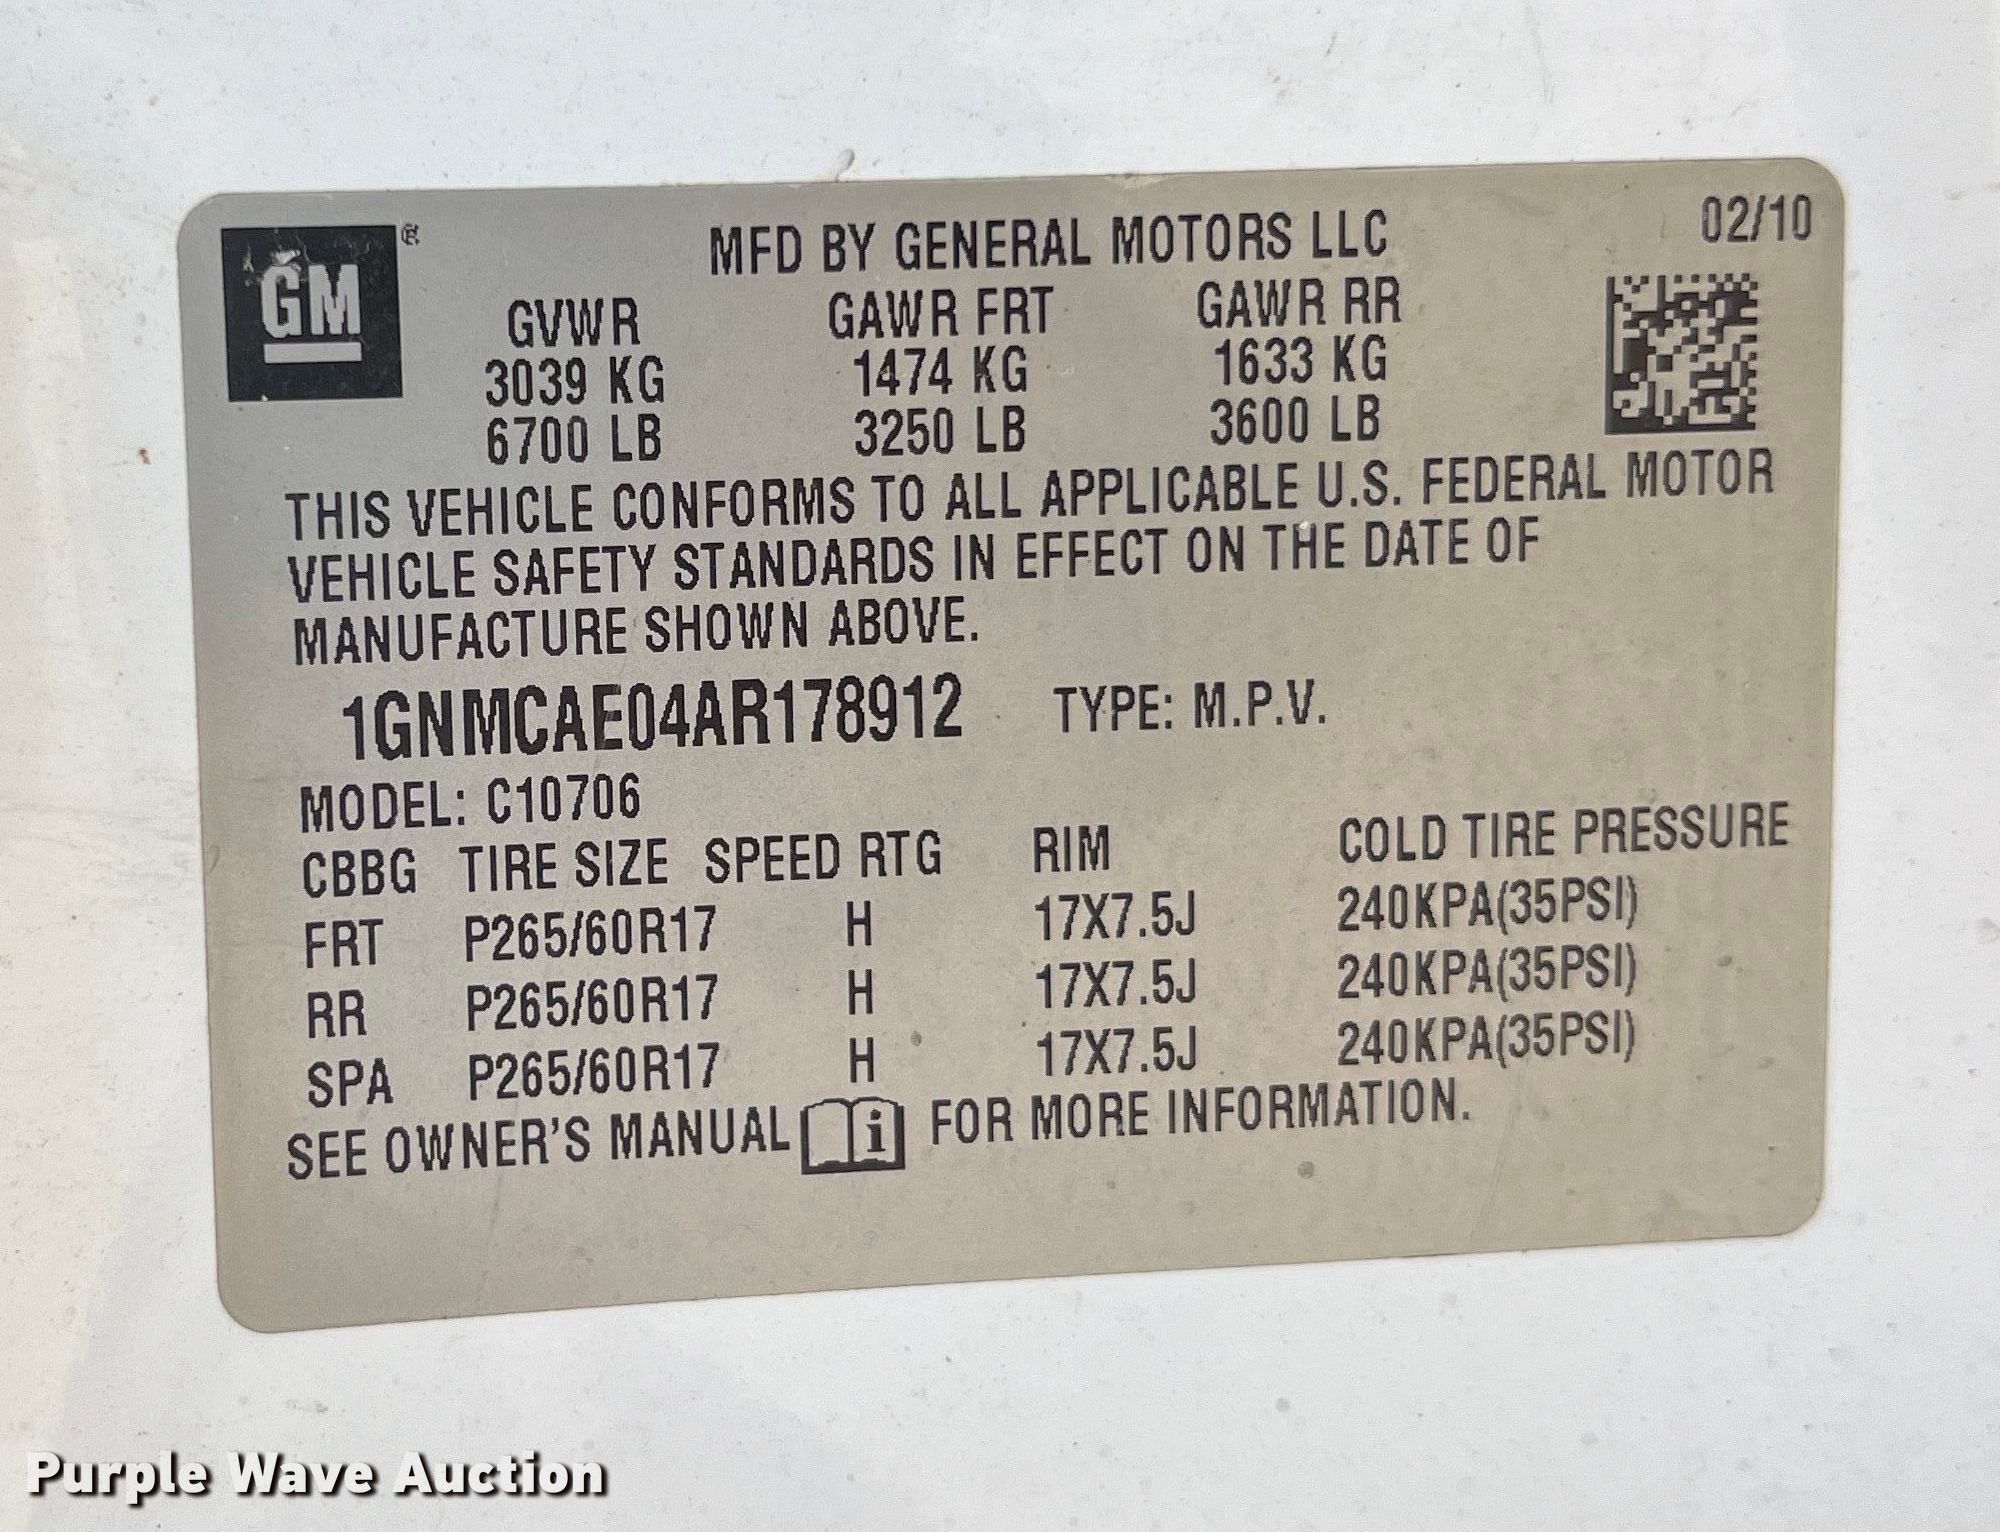 02/10
GM ®
MFD BY GENERAL MOTORS LLC
GVWR GAWR FRT GAWR RR
3039 KG 1474 KG 1633 KG
6700 LB 3250 LB 3600 LB
THIS VEHICLE CONFORMS TO ALL APPLICABLE U.S. FEDERAL MOTOR
VEHICLE SAFETY STANDARDS IN EFFECT ON THE DATE OF
MANUFACTURE SHOWN ABOVE.
1GNMCAE04AR178912 TYPE: M.P.V.
MODEL: C10706
CBBG TIRE SIZE SPEED RTG RIM COLD TIRE PRESSURE
FRT P265/60R17 H 17X7.5J 240KPA(35PSI)
RR P265/60R17 H 17X7.5J 240KPA(35PSI)
SPA P265/60R17 H 17X7.5J 240KPA(35PSI)
SEE OWNER'S MANUAL i FOR MORE INFORMATION.
Purple Wave Auction